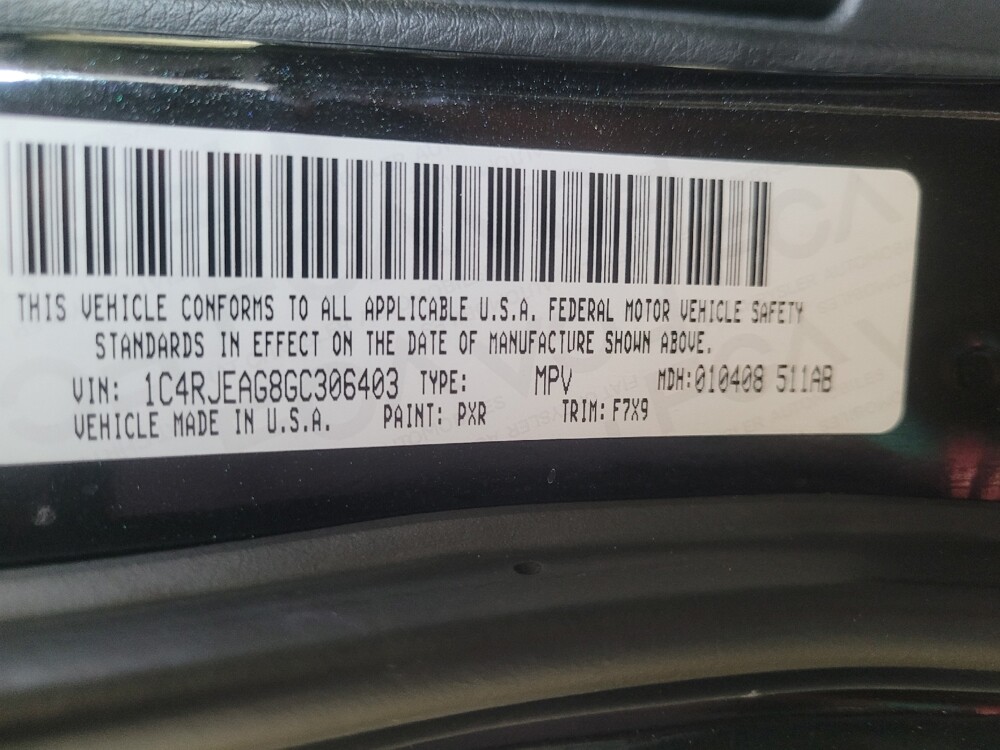 THIS VEHICLE CONFORMS TO ALL APPLICABLE U.S.A. FEDERAL MOTOR VEHICLE SAFETY
STANDARDS IN EFFECT ON THE DATE OF MANUFACTURE SHOWN ABOVE.
VIN: 1C4RJEAG8GC306403 TYPE: MPV MDH:010408 511AB
VEHICLE MADE IN U.S.A. PAINT: PXR TRIM: F7X9